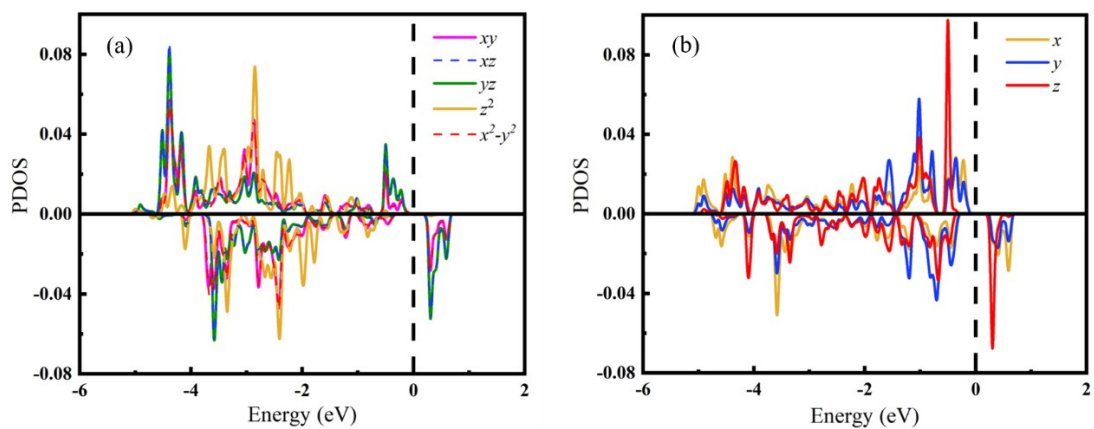 (a)
xy
xz
yz
z²
x²-y²
0.08
0.04
0.00
-0.04
-0.08
PDOS
-6
-4
-2
0
2
Energy (eV)
(b)
x
y
z
0.08
0.04
0.00
-0.04
-0.08
PDOS
-6
-4
-2
0
2
Energy (eV)